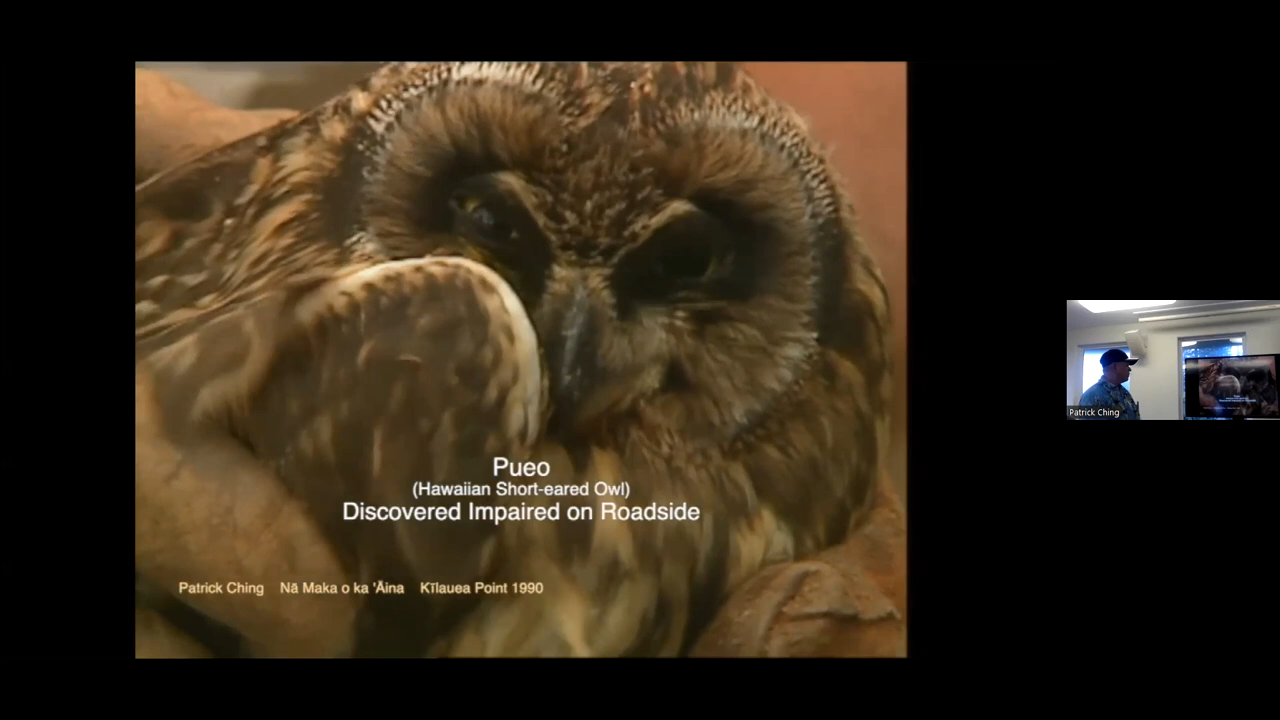 Pueo
(Hawaiian Short-eared Owl)
Discovered Impaired on Roadside
Patrick Ching Nā Maka o ka 'Āina Kīlauea Point 1990
Patrick Ching